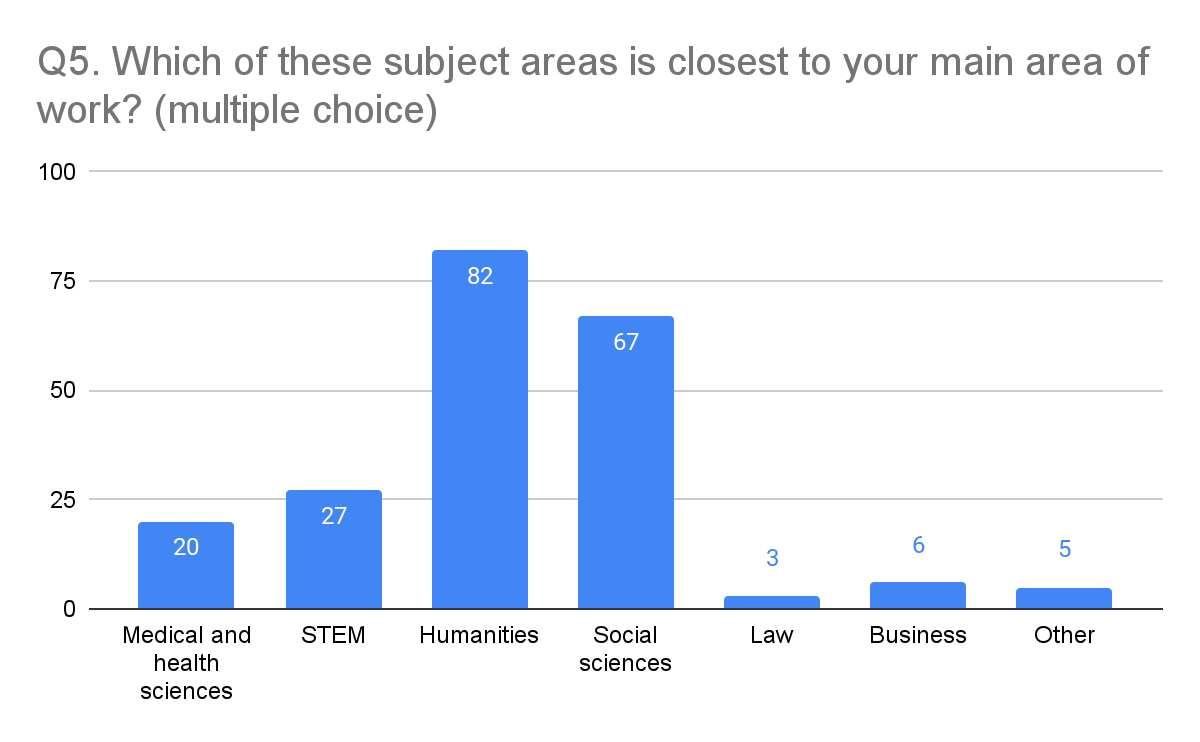 Q5. Which of these subject areas is closest to your main area of
work? (multiple choice)
100
75
50
25
0
20
27
82
67
3
6
5
Medical and
health
sciences
STEM
Humanities
Social
sciences
Law
Business
Other